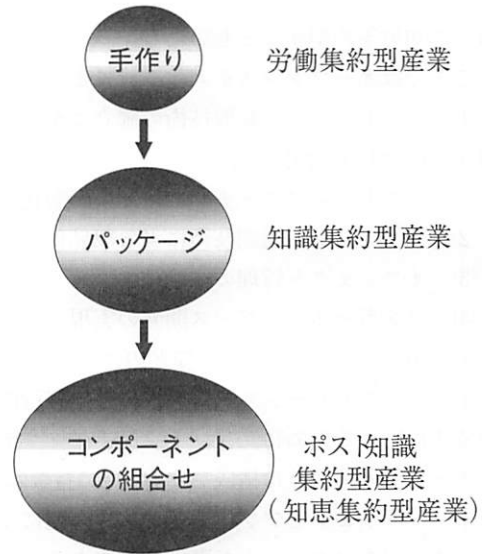 手作り
労働集約型産業
パッケージ
知識集約型産業
コンポーネント
の組合せ
ポスト知識
集約型産業
(知恵集約型産業)